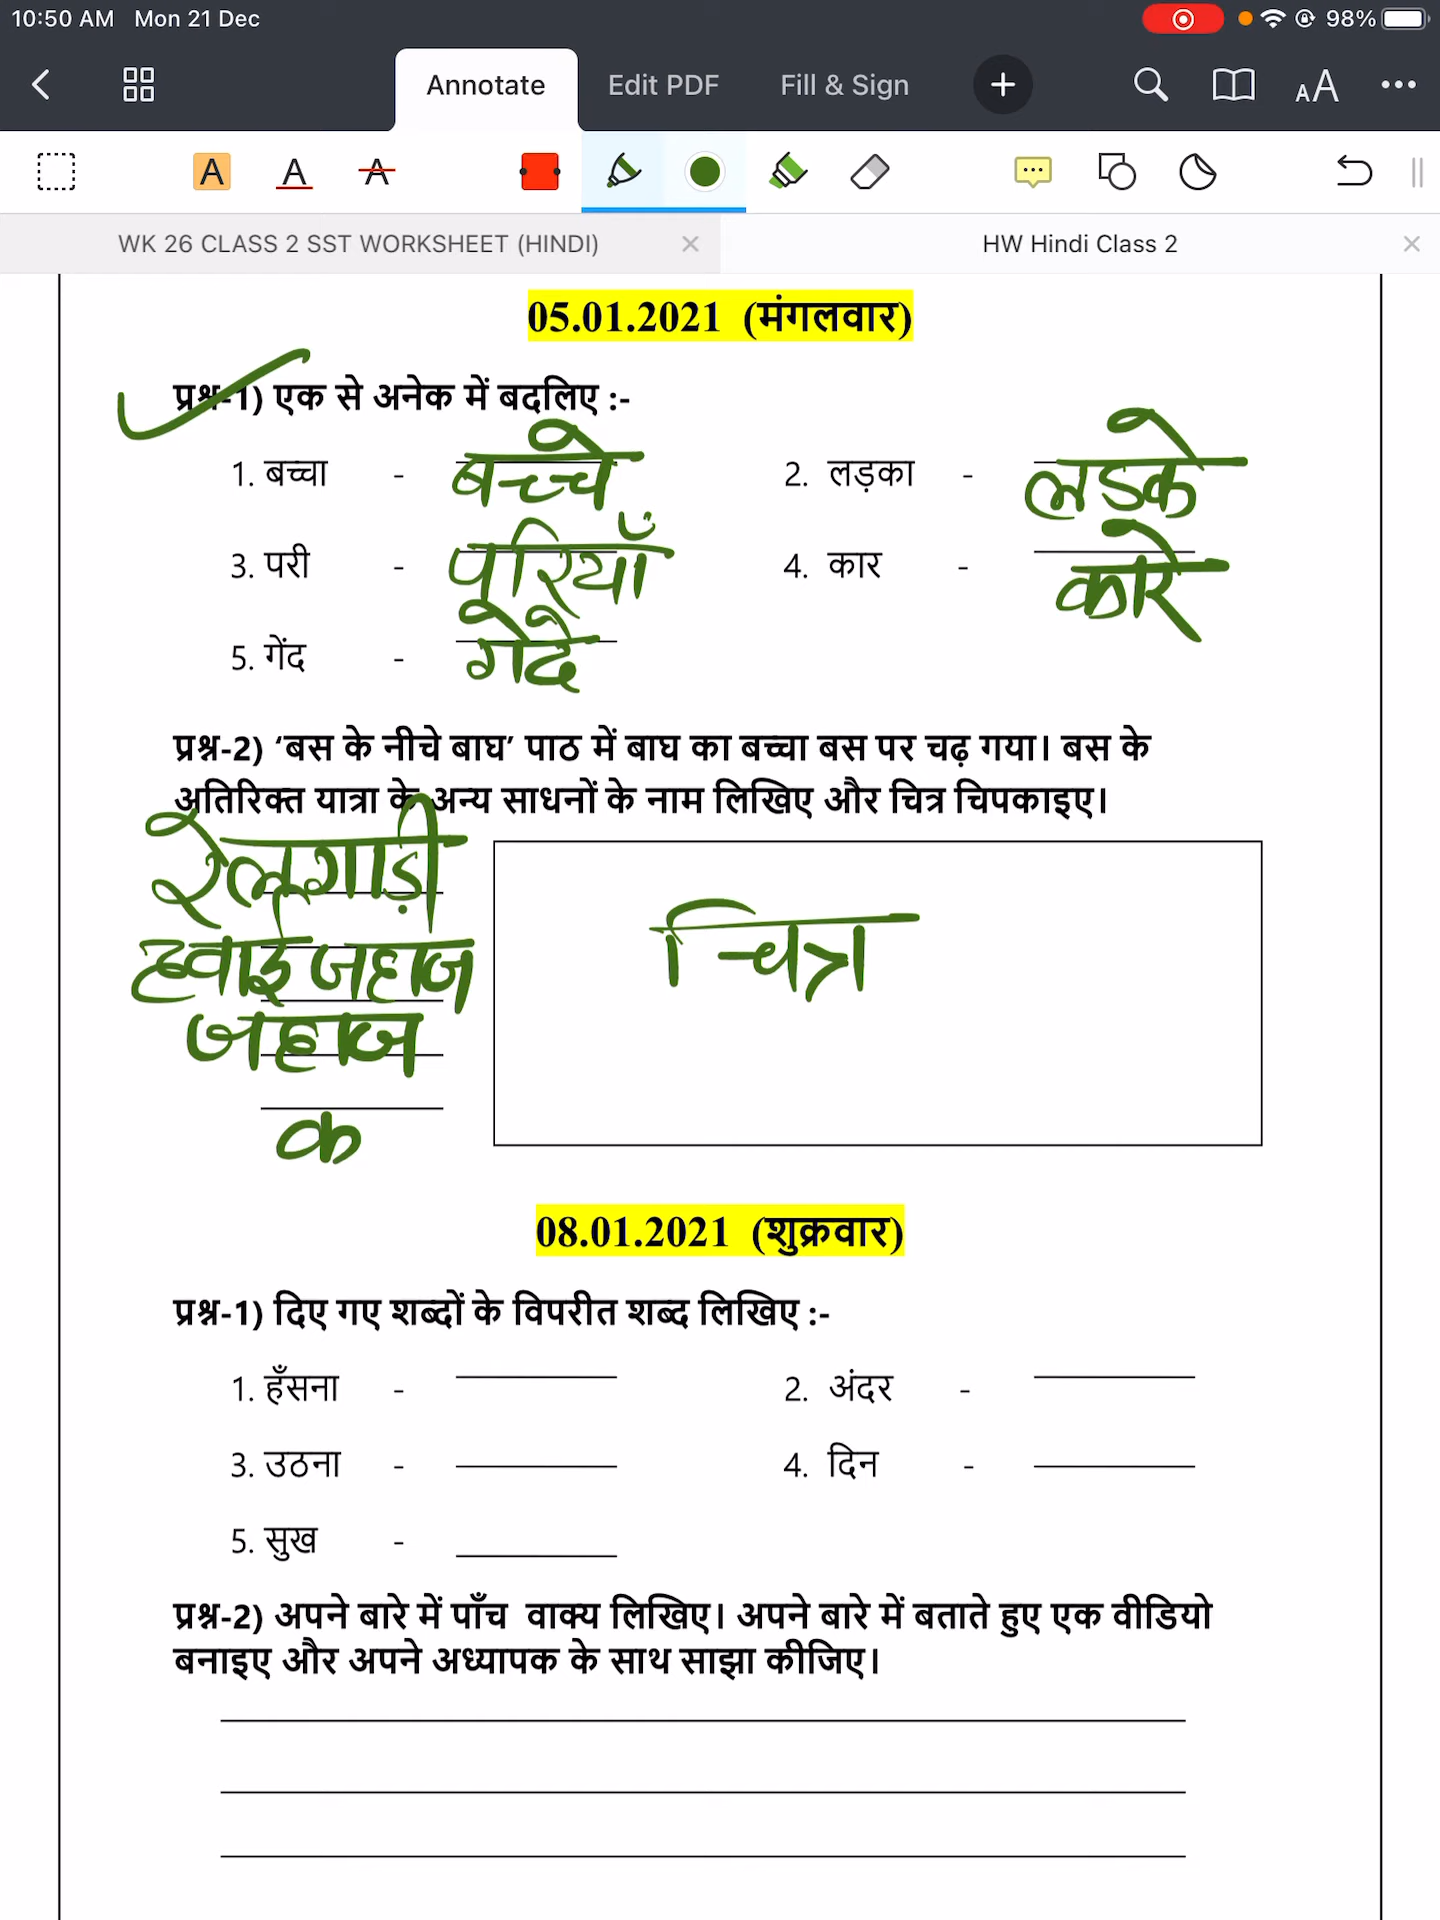 10:50 AM Mon 21 Dec 98%
Annotate Edit PDF Fill & Sign
WK 26 CLASS 2 SST WORKSHEET (HINDI) HW Hindi Class 2
05.01.2021 (मंगलवार)
प्रश्न-1) एक से अनेक में बदलिए :-
1. बच्चा - बच्चे 2. लड़का - लडके
3. परी - परियाँ 4. कार - कारे
5. गेंद - गेदे
प्रश्न-2) ‘बस के नीचे बाघ’ पाठ में बाघ का बच्चा बस पर चढ़ गया। बस के
अतिरिक्त यात्रा के अन्य साधनों के नाम लिखिए और चित्र चिपकाइए।
रेलगाड़ी
हवाई जहाज
जहाज
क
चित्र
08.01.2021 (शुक्रवार)
प्रश्न-1) दिए गए शब्दों के विपरीत शब्द लिखिए :-
1. हँसना - 2. अंदर -
3. उठना - 4. दिन -
5. सुख -
प्रश्न-2) अपने बारे में पाँच वाक्य लिखिए। अपने बारे में बताते हुए एक वीडियो
बनाइए और अपने अध्यापक के साथ साझा कीजिए।